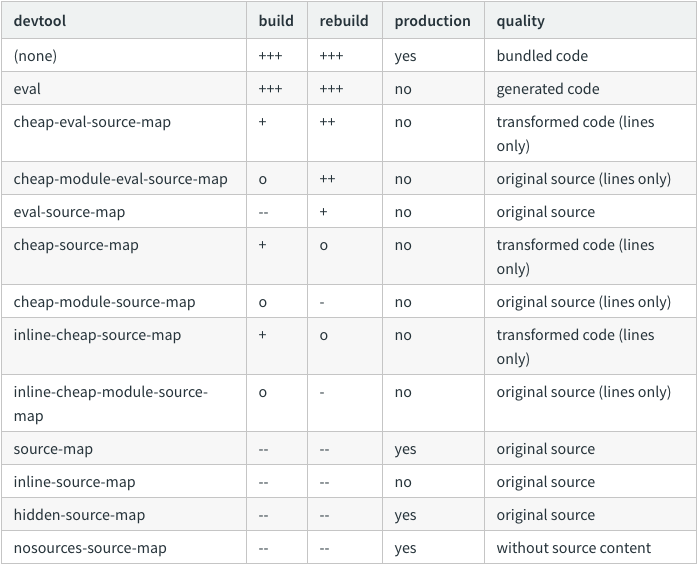 devtool build rebuild production quality
(none) +++ +++ yes bundled code
eval +++ +++ no generated code
cheap-eval-source-map + ++ no transformed code (lines
only)
cheap-module-eval-source-map o ++ no original source (lines only)
eval-source-map -- + no original source
cheap-source-map + o no transformed code (lines
only)
cheap-module-source-map o - no original source (lines only)
inline-cheap-source-map + o no transformed code (lines
only)
inline-cheap-module-source- o - no original source (lines only)
map
source-map -- -- yes original source
inline-source-map -- -- no original source
hidden-source-map -- -- yes original source
nosources-source-map -- -- yes without source content